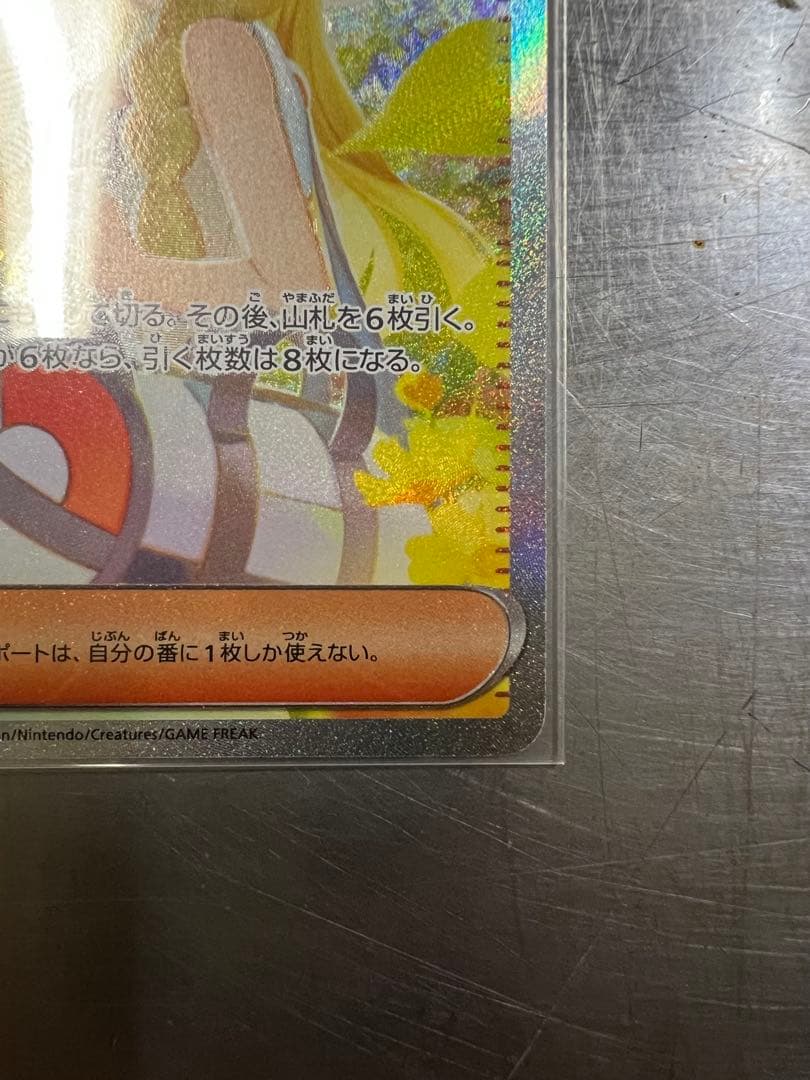 て切る。その後、山札を6枚引く。
が6枚なら、引く枚数は8枚になる。
ポートは、自分の番に1枚しか使えない。
n/Nintendo/Creatures/GAME FREAK